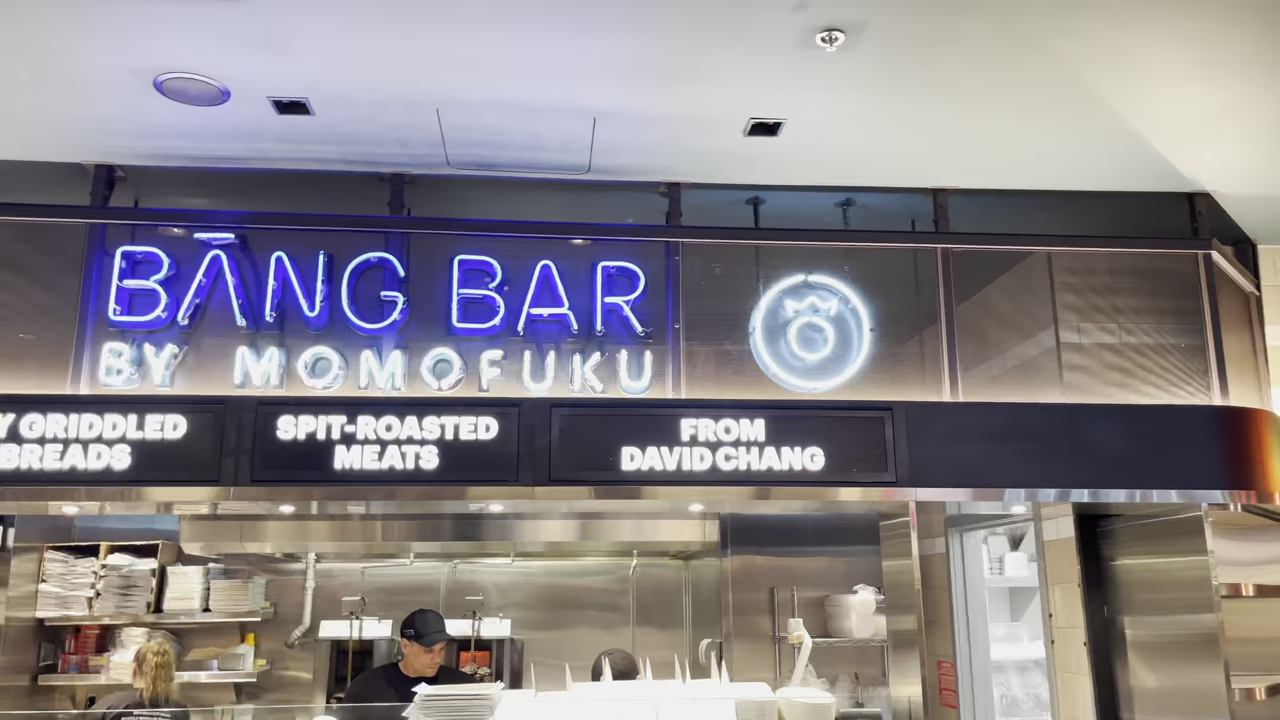 BĀNG BAR
BY MOMOFUKU
Y GRIDDLED
BREADS
SPIT-ROASTED
MEATS
FROM
DAVID CHANG